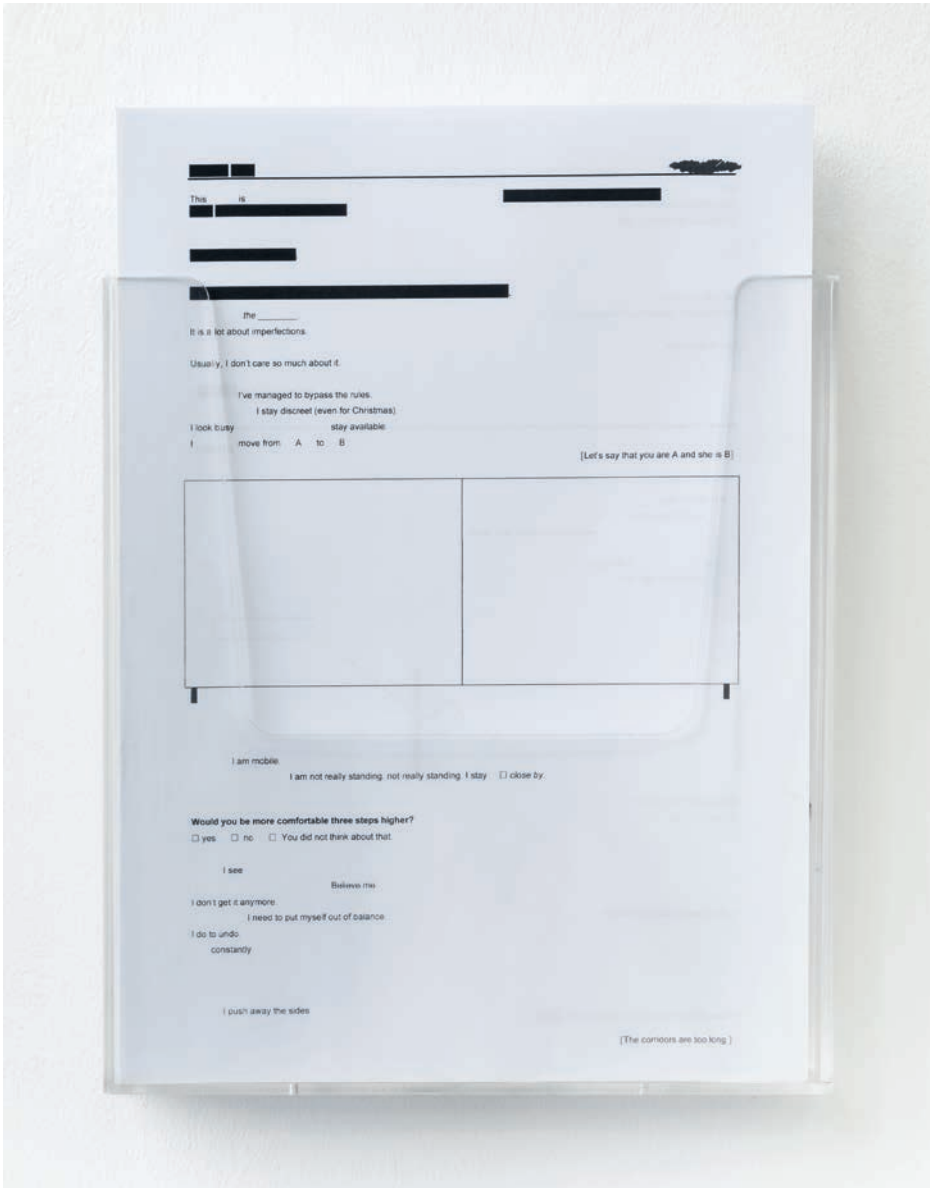 This is
the ________
It is a lot about imperfections.
Usually, I don't care so much about it.
I've managed to bypass the rules.
I stay discreet (even for Christmas)
I look busy stay available
I move from A to B
[Let's say that you are A and she is B]
I am mobile.
I am not really standing, not really standing. I stay ☐ close by.
Would you be more comfortable three steps higher?
☐ yes ☐ no ☐ You did not think about that.
I see
Believe me
I don't get it anymore.
I need to put myself out of balance.
I do to undo
constantly
I push away the sides
[The corridors are too long ]